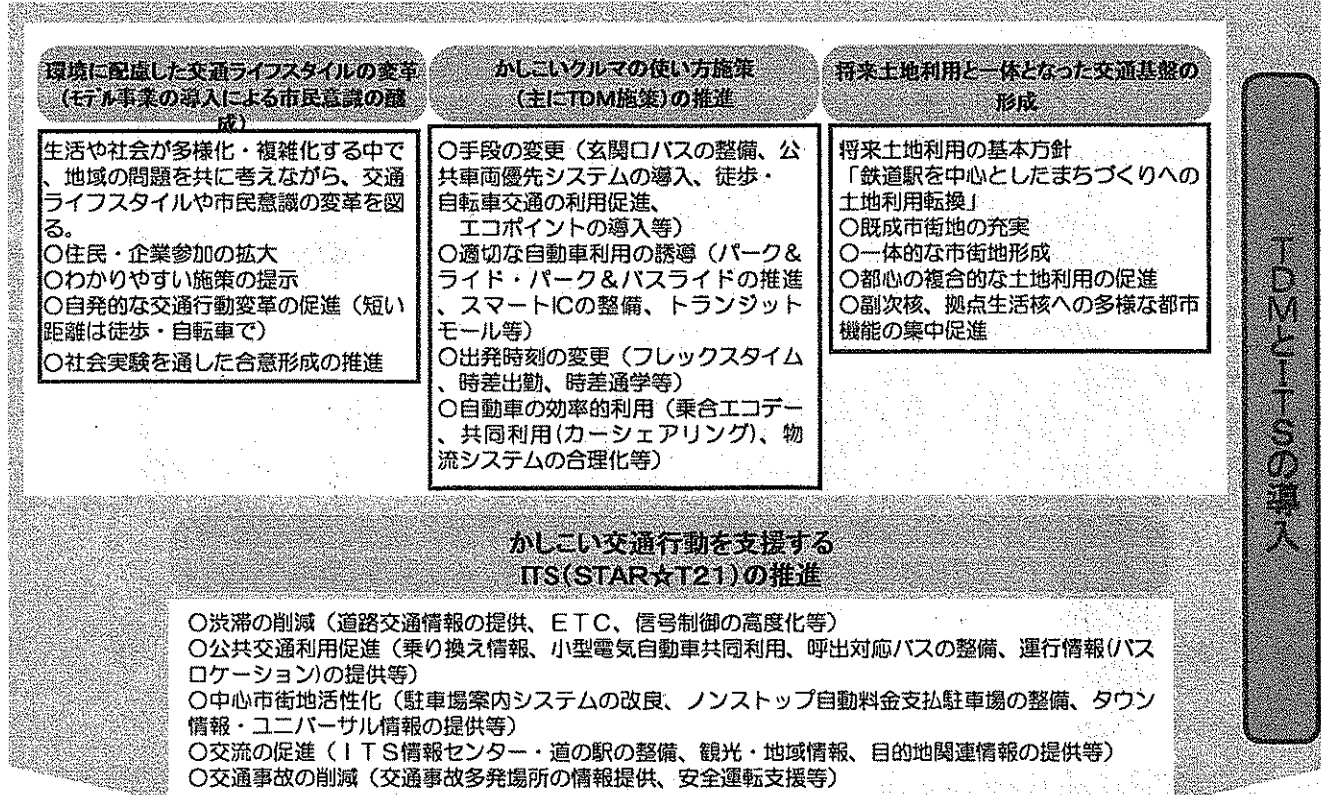 環境に配慮した交通ライフスタイルの変革
(モデル事業の導入による市民意識の醸
成)
生活や社会が多様化・複雑化する中で
、地域の問題を共に考えながら、交通
ライフスタイルや市民意識の変革を図
る。
○住民・企業参加の拡大
○わかりやすい施策の提示
○自発的な交通行動変革の促進（短い
距離は徒歩・自転車で）
○社会実験を通した合意形成の推進
かしこいクルマの使い方施策
(主にTDM施策)の推進
○手段の変更（玄関口バスの整備、公
共車両優先システムの導入、徒歩・
自転車交通の利用促進、
エコポイントの導入等）
○適切な自動車利用の誘導（パーク＆
ライド・パーク＆バスライドの推進
、スマートICの整備、トランジット
モール等）
○出発時刻の変更（フレックスタイム
、時差出勤、時差通学等）
○自動車の効率的利用（乗合エコデー
、共同利用(カーシェアリング)、物
流システムの合理化等）
将来土地利用と一体となった交通基盤の
形成
将来土地利用の基本方針
「鉄道駅を中心としたまちづくりへの
土地利用転換」
○既成市街地の充実
○一体的な市街地形成
○都心の複合的な土地利用の促進
○副次核、拠点生活核への多様な都市
機能の集中促進
TDMとITSの導入
かしこい交通行動を支援する
ITS(STAR☆T21)の推進
○渋滞の削減（道路交通情報の提供、ETC、信号制御の高度化等）
○公共交通利用促進（乗り換え情報、小型電気自動車共同利用、呼出対応バスの整備、運行情報(バス
ロケーション)の提供等）
○中心市街地活性化（駐車場案内システムの改良、ノンストップ自動料金支払駐車場の整備、タウン
情報・ユニバーサル情報の提供等）
○交流の促進（ITS情報センター・道の駅の整備、観光・地域情報、目的地関連情報の提供等）
○交通事故の削減（交通事故多発場所の情報提供、安全運転支援等）